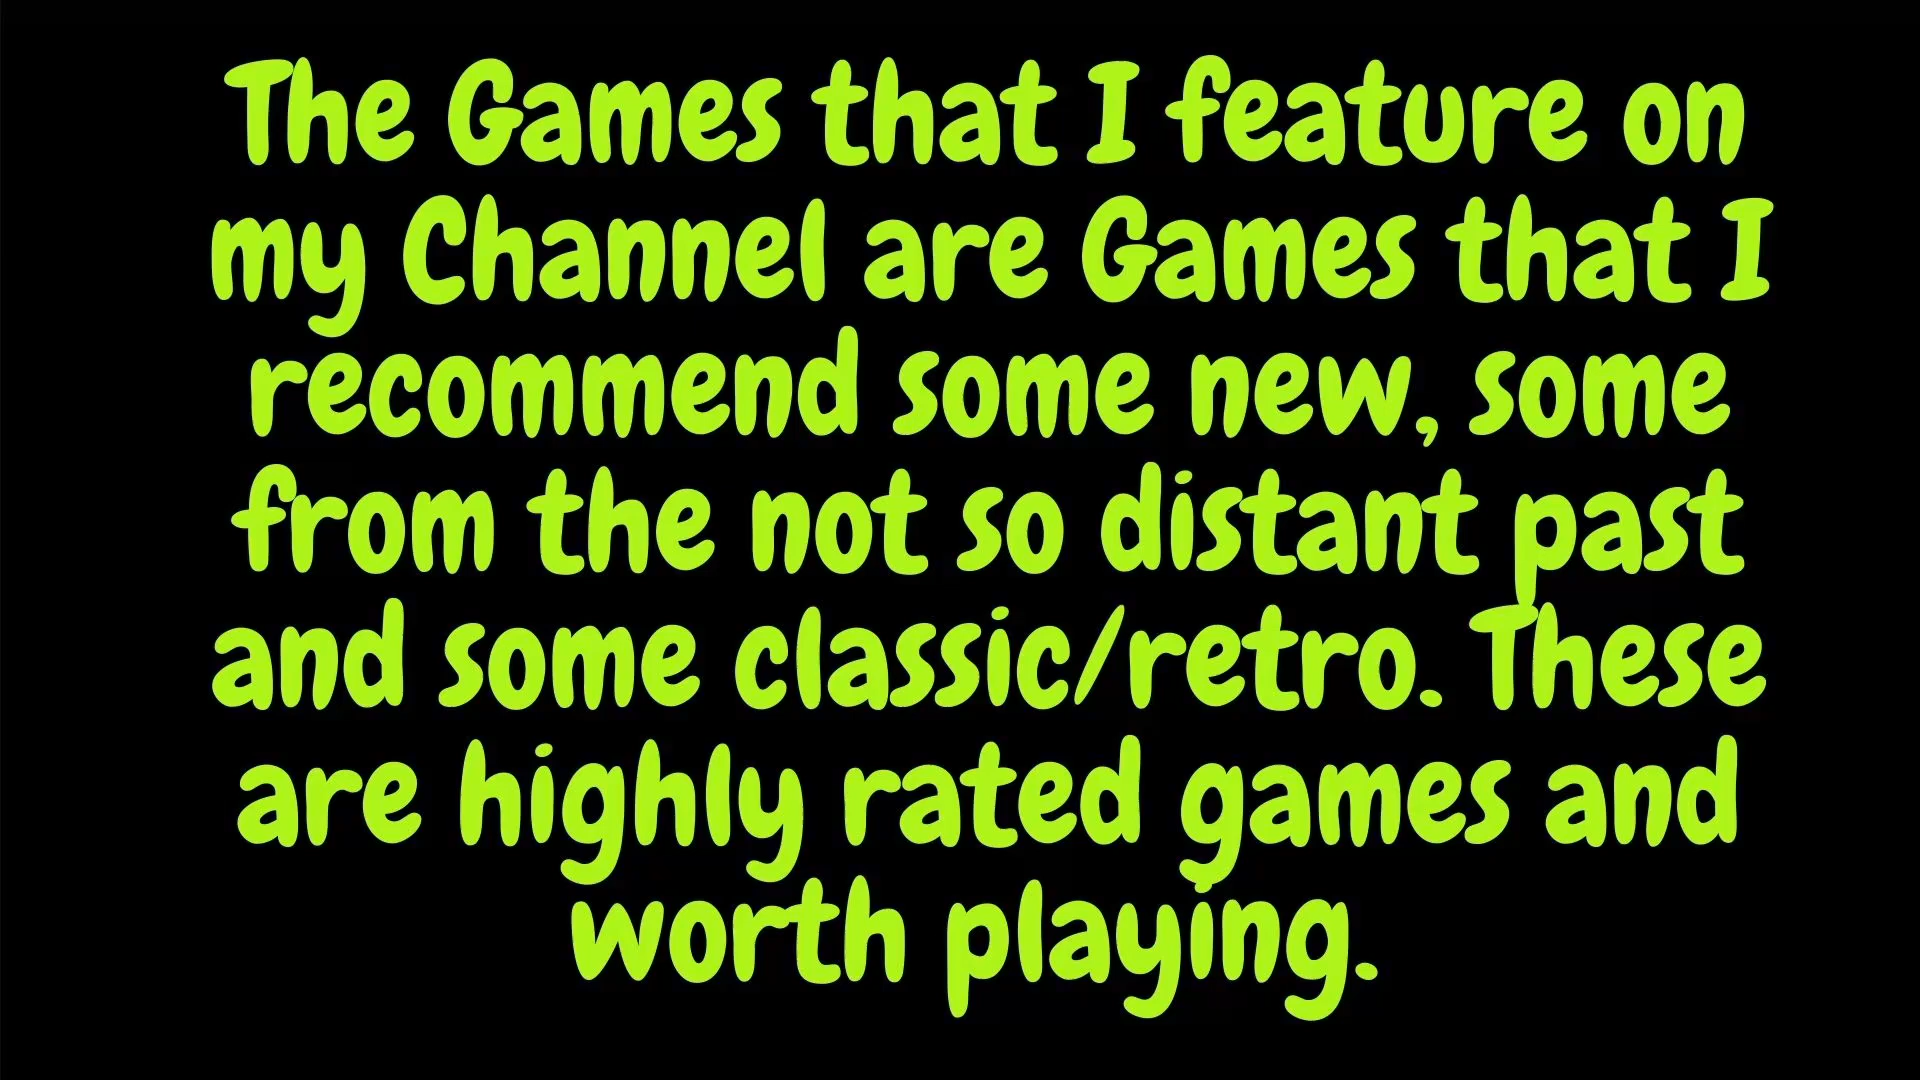 The Games that I feature on
my Channel are Games that I
recommend some new, some
from the not so distant past
and some classic/retro. These
are highly rated games and
worth playing.